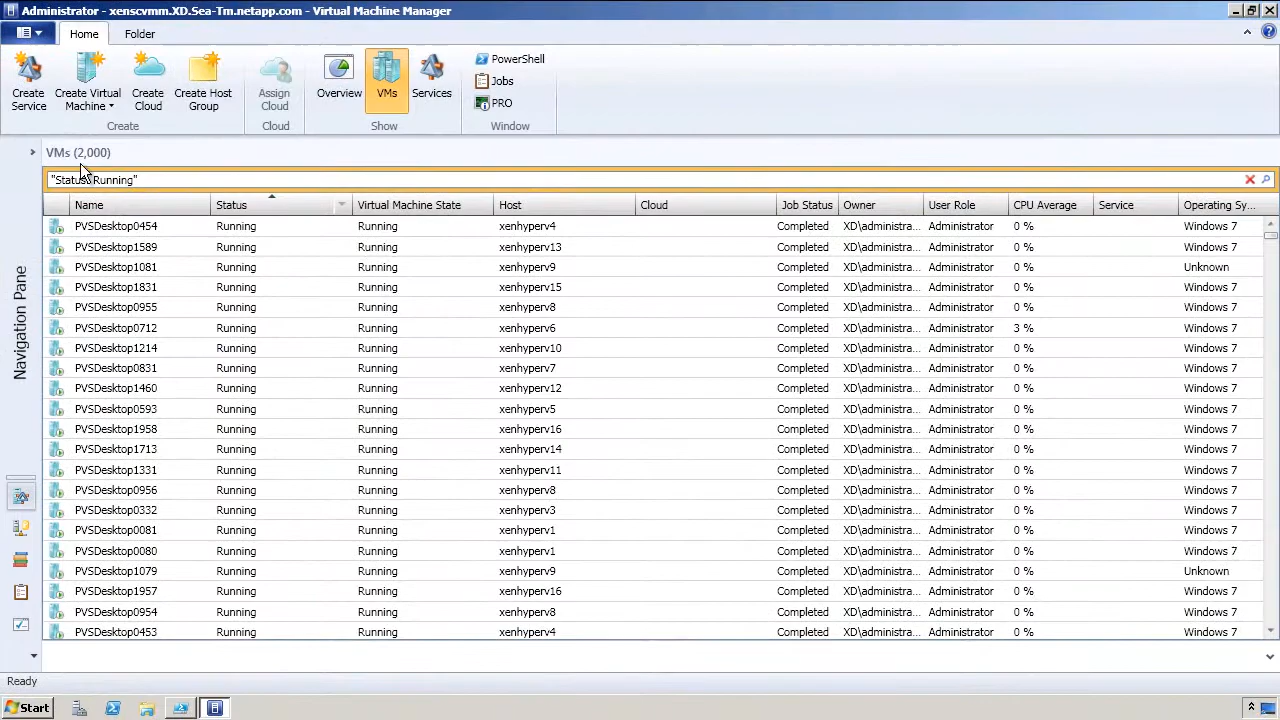 Administrator - xenscvmm.XD.Sea-Tm.netapp.com - Virtual Machine Manager
Home Folder
Create Service
Create Virtual Machine
Create Cloud
Create Host Group
Assign Cloud
Overview
VMs
Services
PowerShell
Jobs
PRO
Create Cloud Show Window
VMs (2,000)
"Status: Running"
Name Status Virtual Machine State Host Cloud Job Status Owner User Role CPU Average Service Operating Sy...
PVSDesktop0454 Running Running xenhyperv4 Completed XD\administra... Administrator 0 % Windows 7
PVSDesktop1589 Running Running xenhyperv13 Completed XD\administra... Administrator 0 % Windows 7
PVSDesktop1081 Running Running xenhyperv9 Completed XD\administra... Administrator 0 % Unknown
PVSDesktop1831 Running Running xenhyperv15 Completed XD\administra... Administrator 0 % Windows 7
PVSDesktop0955 Running Running xenhyperv8 Completed XD\administra... Administrator 0 % Windows 7
PVSDesktop0712 Running Running xenhyperv6 Completed XD\administra... Administrator 3 % Windows 7
PVSDesktop1214 Running Running xenhyperv10 Completed XD\administra... Administrator 0 % Windows 7
PVSDesktop0831 Running Running xenhyperv7 Completed XD\administra... Administrator 0 % Windows 7
PVSDesktop1460 Running Running xenhyperv12 Completed XD\administra... Administrator 0 % Windows 7
PVSDesktop0593 Running Running xenhyperv5 Completed XD\administra... Administrator 0 % Windows 7
PVSDesktop1958 Running Running xenhyperv16 Completed XD\administra... Administrator 0 % Windows 7
PVSDesktop1713 Running Running xenhyperv14 Completed XD\administra... Administrator 0 % Windows 7
PVSDesktop1331 Running Running xenhyperv11 Completed XD\administra... Administrator 0 % Windows 7
PVSDesktop0956 Running Running xenhyperv8 Completed XD\administra... Administrator 0 % Windows 7
PVSDesktop0332 Running Running xenhyperv3 Completed XD\administra... Administrator 0 % Windows 7
PVSDesktop0081 Running Running xenhyperv1 Completed XD\administra... Administrator 0 % Windows 7
PVSDesktop0080 Running Running xenhyperv1 Completed XD\administra... Administrator 0 % Windows 7
PVSDesktop1079 Running Running xenhyperv9 Completed XD\administra... Administrator 0 % Unknown
PVSDesktop1957 Running Running xenhyperv16 Completed XD\administra... Administrator 0 % Windows 7
PVSDesktop0954 Running Running xenhyperv8 Completed XD\administra... Administrator 0 % Windows 7
PVSDesktop0453 Running Running xenhyperv4 Completed XD\administra... Administrator 0 % Windows 7
Navigation Pane
Ready
Start